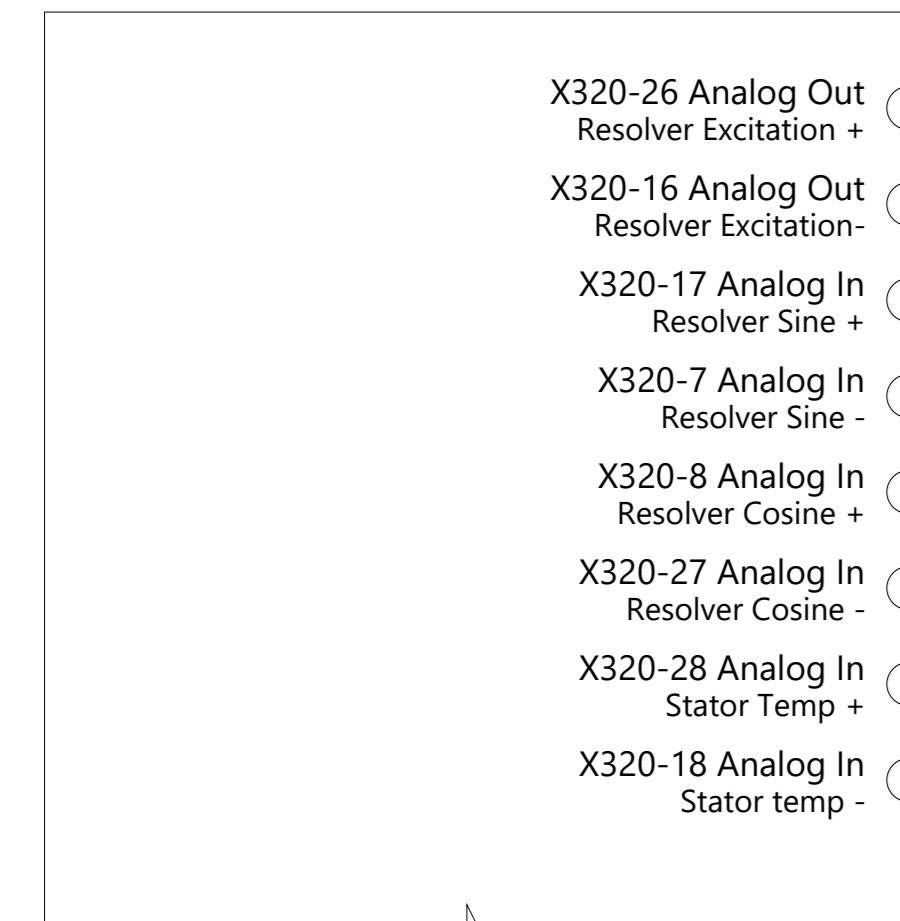 X320-26 Analog Out
Resolver Excitation +
X320-16 Analog Out
Resolver Excitation-
X320-17 Analog In
Resolver Sine +
X320-7 Analog In
Resolver Sine -
X320-8 Analog In
Resolver Cosine +
X320-27 Analog In
Resolver Cosine -
X320-28 Analog In
Stator Temp +
X320-18 Analog In
Stator temp -